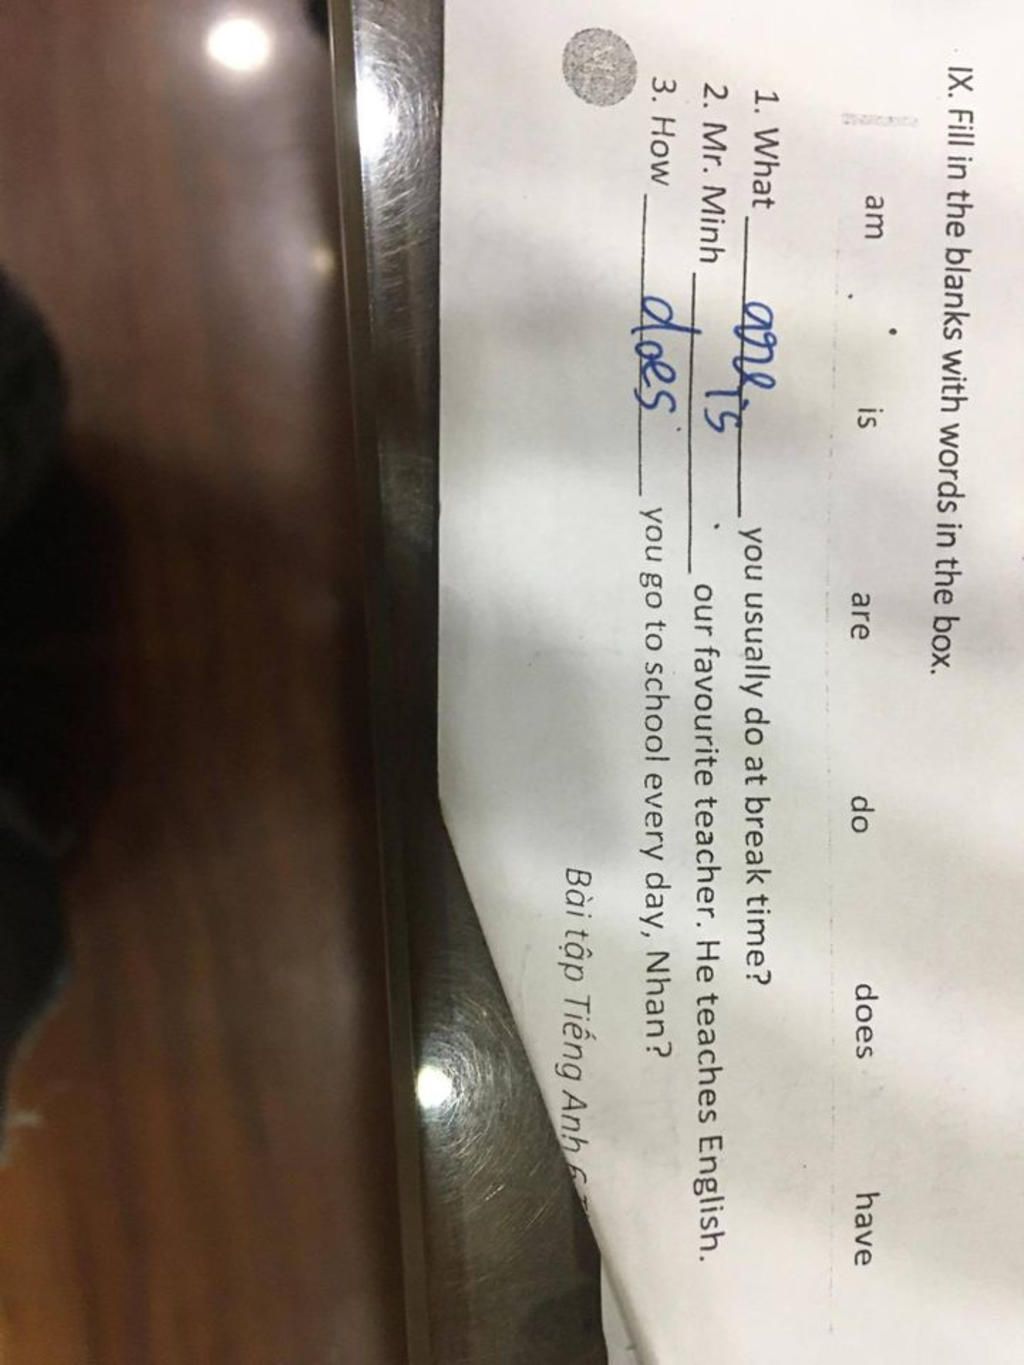 IX. Fill in the blanks with words in the box.
am is are do does have
1. What are you usually do at break time?
2. Mr. Minh is our favourite teacher. He teaches English.
3. How does you go to school every day, Nhan?
Bài tập Tiếng Anh 6